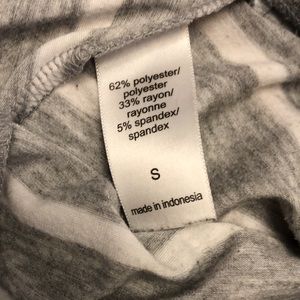 62% polyester/
polyester
33% rayon/
rayonne
5% spandex/
spandex
S
made in indonesia